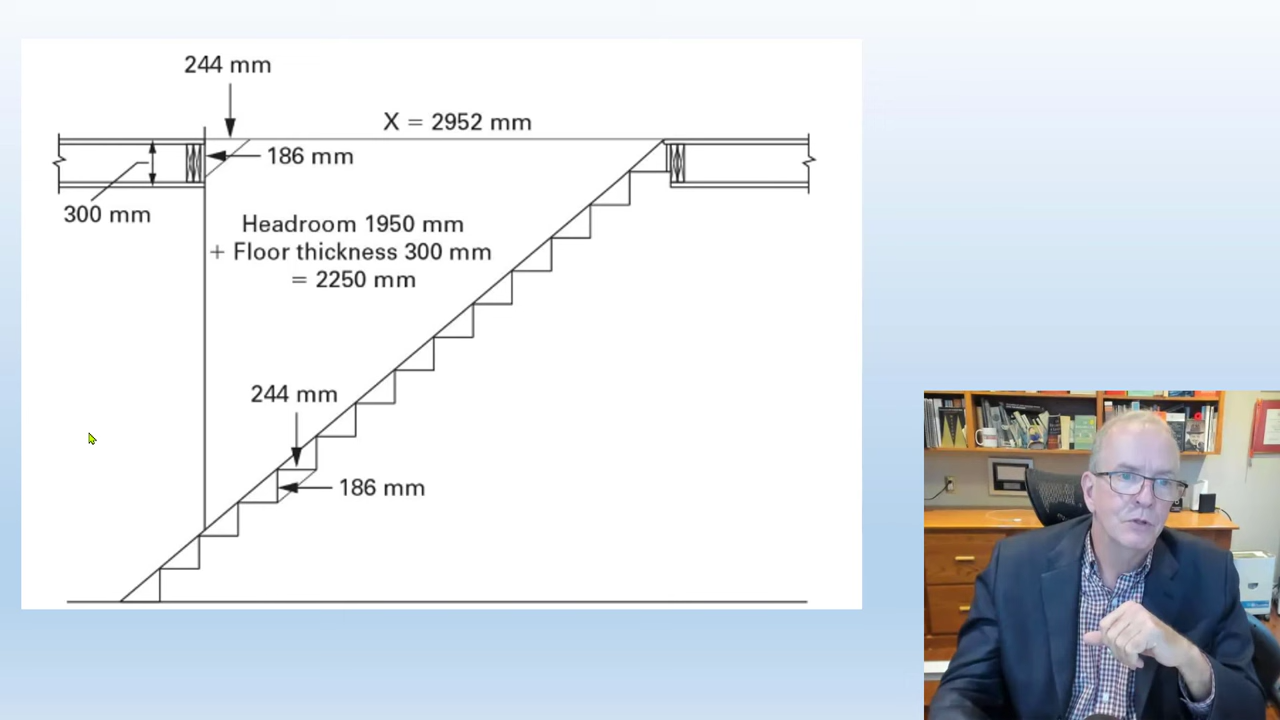 244 mm
X = 2952 mm
186 mm
300 mm
Headroom 1950 mm
+ Floor thickness 300 mm
= 2250 mm
244 mm
186 mm